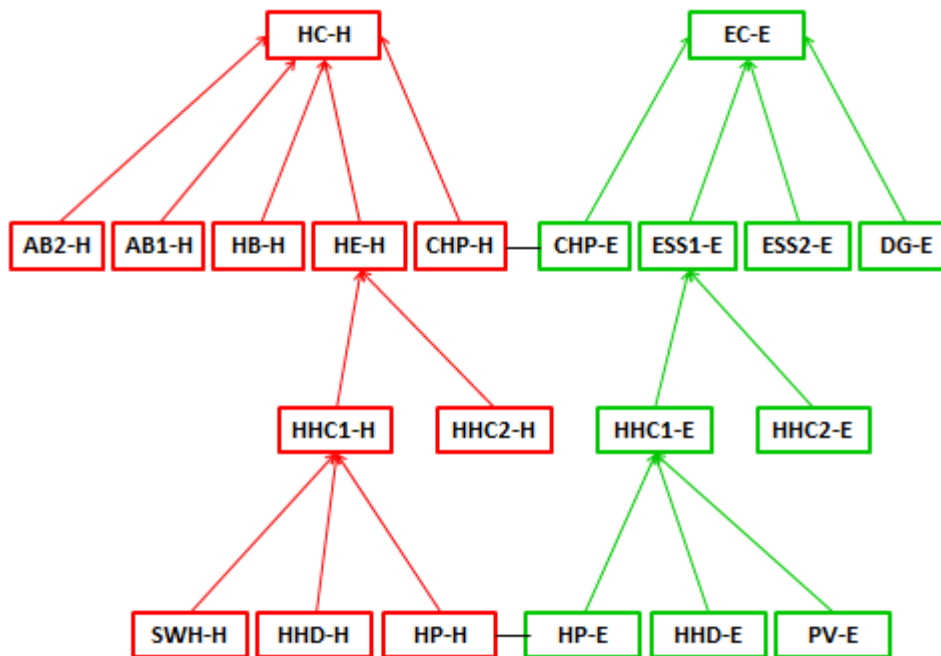 HC-H EC-E
AB2-H AB1-H HB-H HE-H CHP-H CHP-E ESS1-E ESS2-E DG-E
HHC1-H HHC2-H HHC1-E HHC2-E
SWH-H HHD-H HP-H HP-E HHD-E PV-E